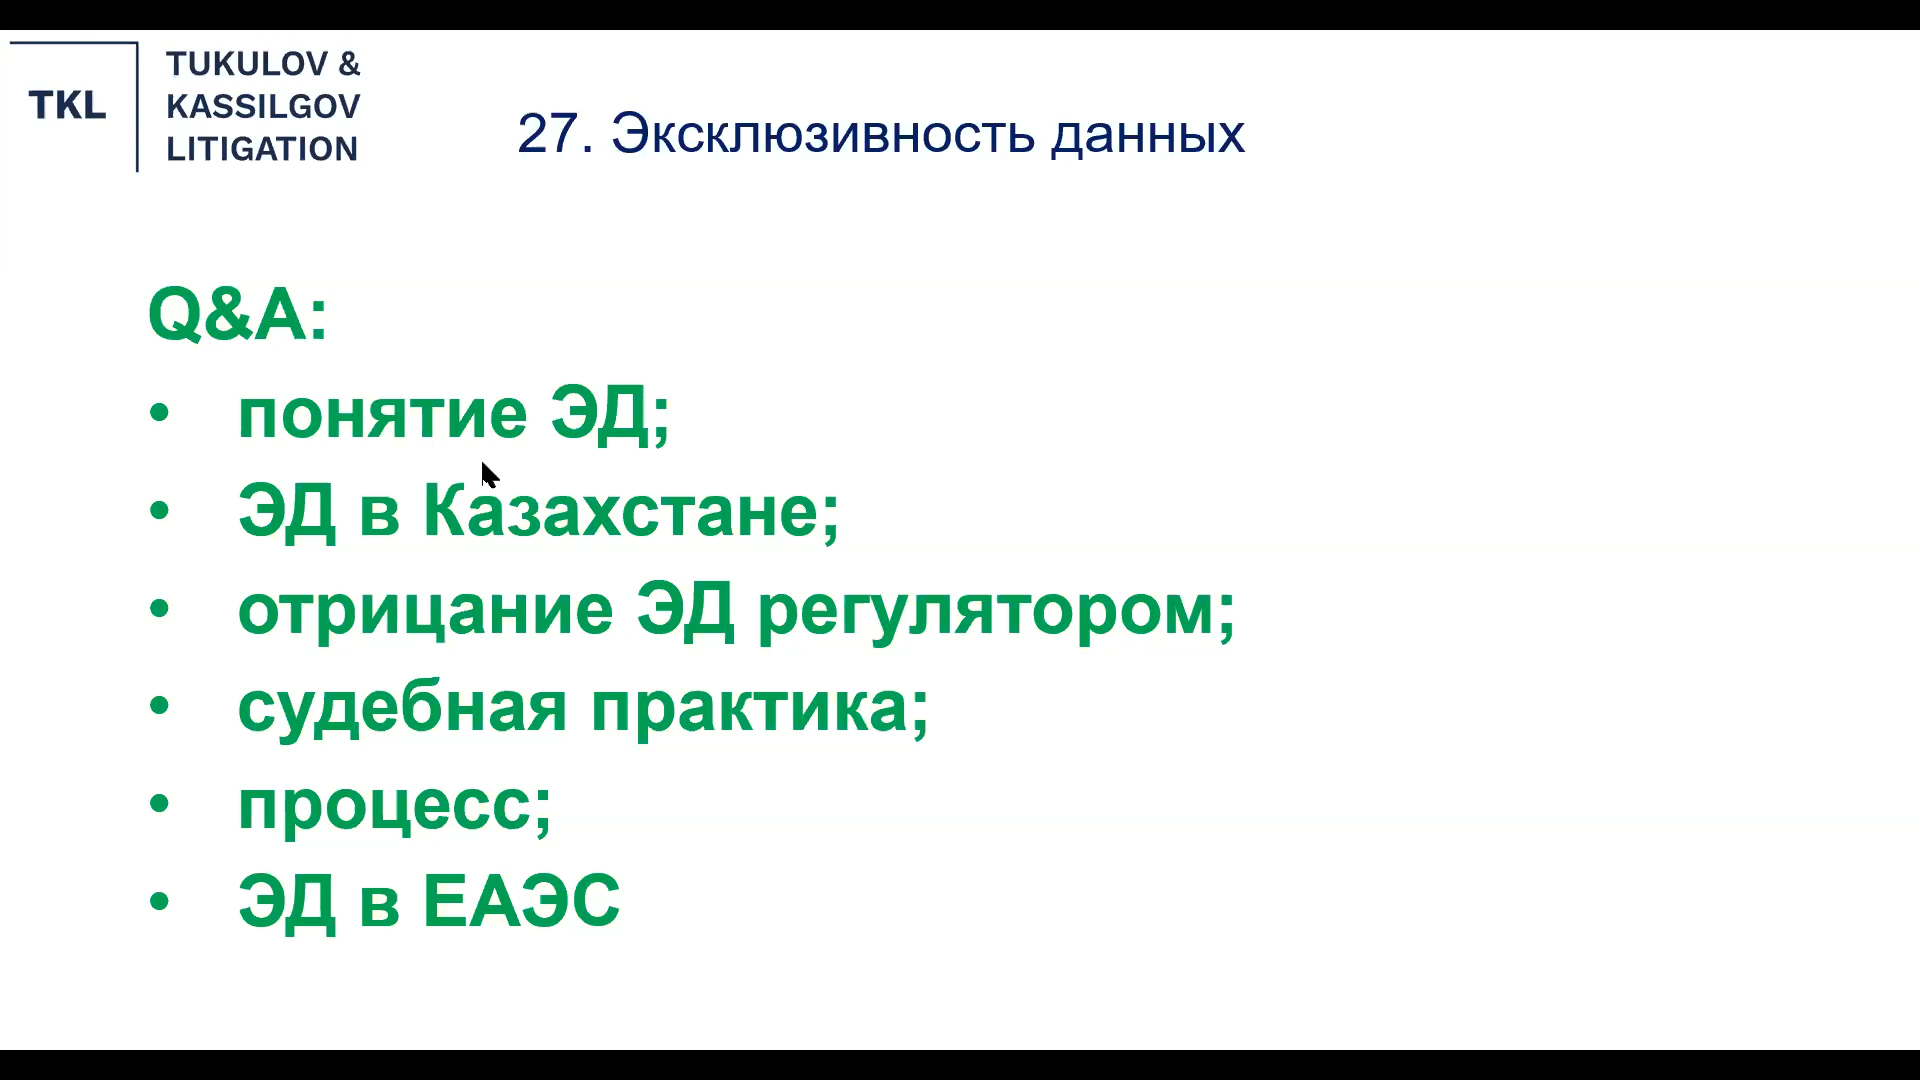 TKL
TUKULOV &
KASSILGOV
LITIGATION
27. Эксклюзивность данных
Q&A:
• понятие ЭД;
• ЭД в Казахстане;
• отрицание ЭД регулятором;
• судебная практика;
• процесс;
• ЭД в ЕАЭС